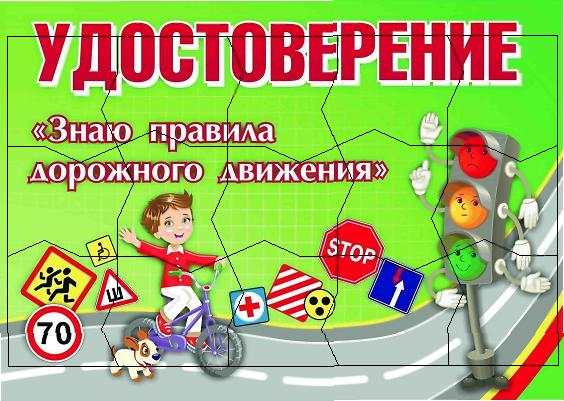 УДОСТОВЕРЕНИЕ
«Знаю правила
дорожного движения»
STOP
Ш
70